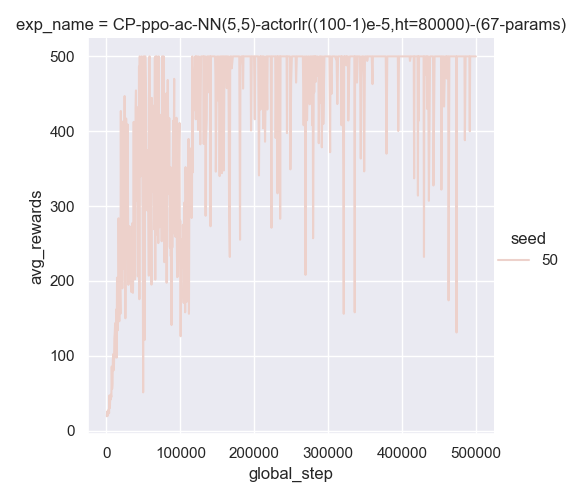 exp_name = CP-ppo-ac-NN(5,5)-actorlr((100-1)e-5,ht=80000)-(67-params)
500
400
300
200
100
0
avg_rewards
0 100000 200000 300000 400000 500000
global_step
seed
50